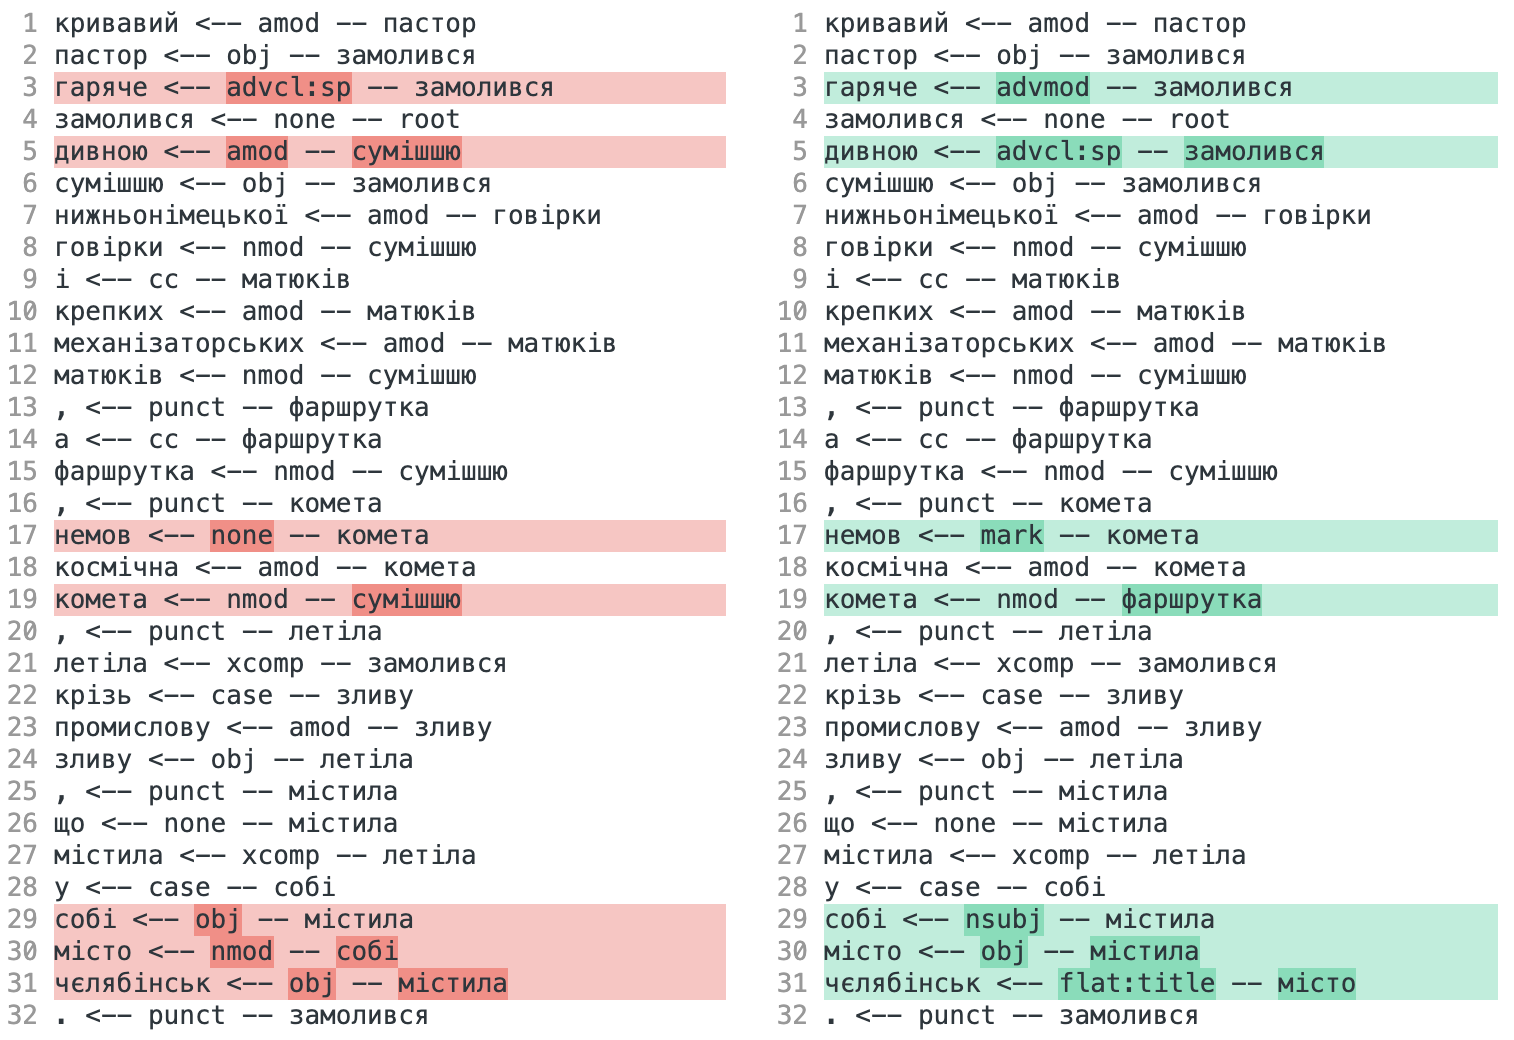 1 кривавий <-- amod -- пастор
2 пастор <-- obj -- замолився
3 гаряче <-- advcl:sp -- замолився
4 замолився <-- none -- root
5 дивною <-- amod -- сумішшю
6 сумішшю <-- obj -- замолився
7 нижньонімецької <-- amod -- говірки
8 говірки <-- nmod -- сумішшю
9 і <-- cc -- матюків
10 крепких <-- amod -- матюків
11 механізаторських <-- amod -- матюків
12 матюків <-- nmod -- сумішшю
13 , <-- punct -- фаршрутка
14 а <-- cc -- фаршрутка
15 фаршрутка <-- nmod -- сумішшю
16 , <-- punct -- комета
17 немов <-- none -- комета
18 космічна <-- amod -- комета
19 комета <-- nmod -- сумішшю
20 , <-- punct -- летіла
21 летіла <-- xcomp -- замолився
22 крізь <-- case -- зливу
23 промислову <-- amod -- зливу
24 зливу <-- obj -- летіла
25 , <-- punct -- містила
26 що <-- none -- містила
27 містила <-- xcomp -- летіла
28 у <-- case -- собі
29 собі <-- obj -- містила
30 місто <-- nmod -- собі
31 чєлябінськ <-- obj -- містила
32 . <-- punct -- замолився
1 кривавий <-- amod -- пастор
2 пастор <-- obj -- замолився
3 гаряче <-- advmod -- замолився
4 замолився <-- none -- root
5 дивною <-- advcl:sp -- замолився
6 сумішшю <-- obj -- замолився
7 нижньонімецької <-- amod -- говірки
8 говірки <-- nmod -- сумішшю
9 і <-- cc -- матюків
10 крепких <-- amod -- матюків
11 механізаторських <-- amod -- матюків
12 матюків <-- nmod -- сумішшю
13 , <-- punct -- фаршрутка
14 а <-- cc -- фаршрутка
15 фаршрутка <-- nmod -- сумішшю
16 , <-- punct -- комета
17 немов <-- mark -- комета
18 космічна <-- amod -- комета
19 комета <-- nmod -- фаршрутка
20 , <-- punct -- летіла
21 летіла <-- xcomp -- замолився
22 крізь <-- case -- зливу
23 промислову <-- amod -- зливу
24 зливу <-- obj -- летіла
25 , <-- punct -- містила
26 що <-- none -- містила
27 містила <-- xcomp -- летіла
28 у <-- case -- собі
29 собі <-- nsubj -- містила
30 місто <-- obj -- містила
31 чєлябінськ <-- flat:title -- місто
32 . <-- punct -- замолився